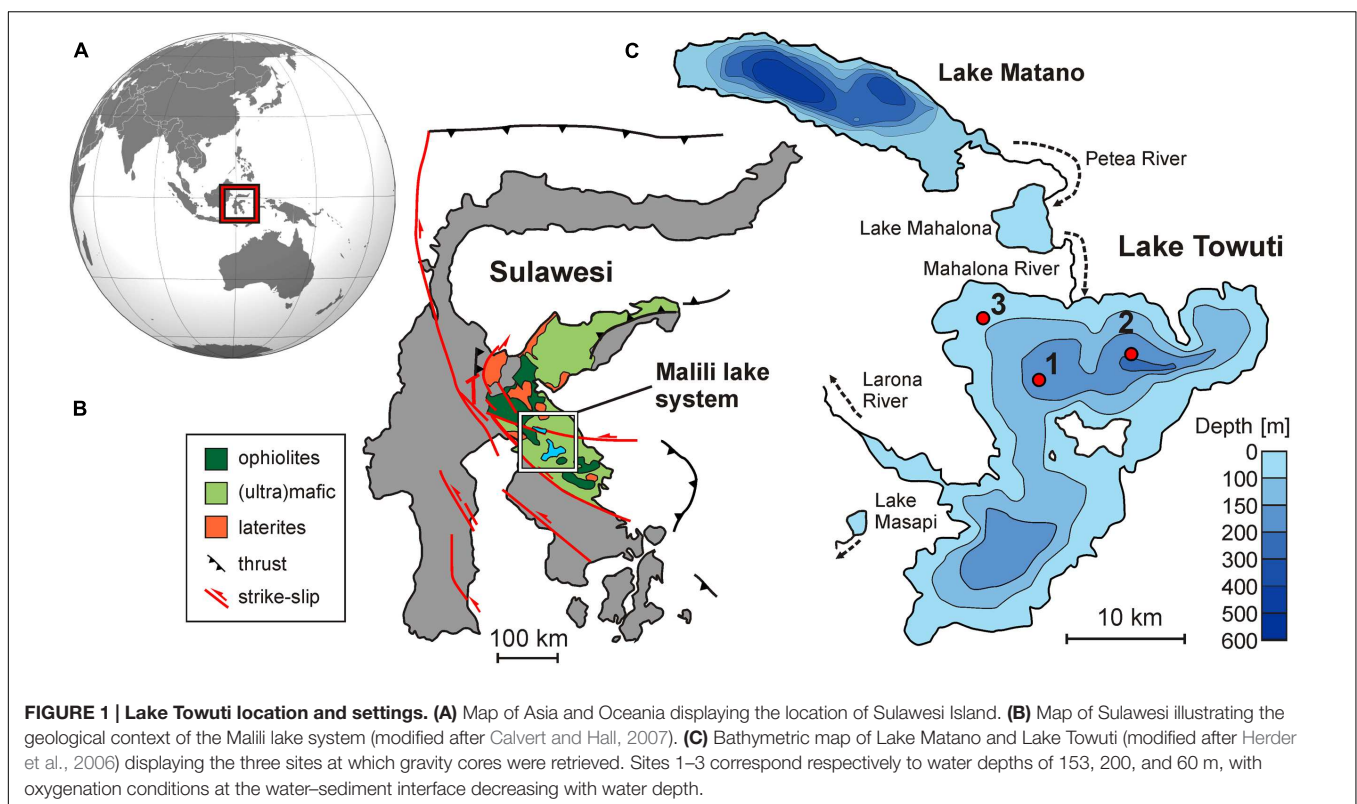 A
B
C
Lake Matano
Petea River
Lake Mahalona
Mahalona River
Lake Towuti
Sulawesi
Malili lake
system
ophiolites
(ultra)mafic
laterites
thrust
strike-slip
100 km
3
2
1
Larona
River
Lake
Masapi
10 km
Depth [m]
0
100
150
200
300
400
500
600
FIGURE 1 | Lake Towuti location and settings. (A) Map of Asia and Oceania displaying the location of Sulawesi Island. (B) Map of Sulawesi illustrating the
geological context of the Malili lake system (modified after Calvert and Hall, 2007). (C) Bathymetric map of Lake Matano and Lake Towuti (modified after Herder
et al., 2006) displaying the three sites at which gravity cores were retrieved. Sites 1–3 correspond respectively to water depths of 153, 200, and 60 m, with
oxygenation conditions at the water–sediment interface decreasing with water depth.